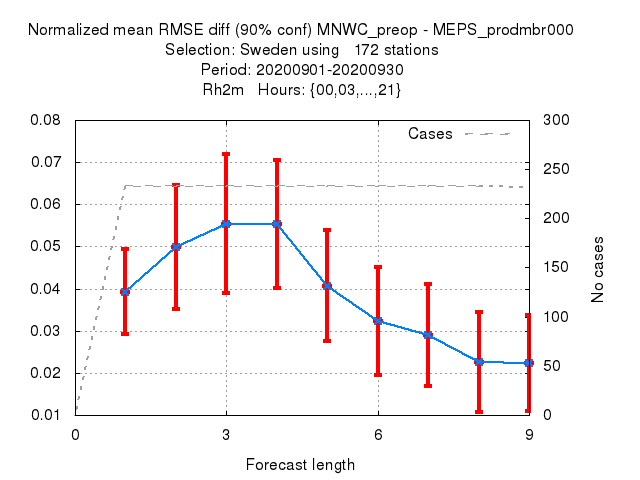 Normalized mean RMSE diff (90% conf) MNWC_preop - MEPS_prodmbr000
Selection: Sweden using   172 stations
Period: 20200901-20200930
Rh2m   Hours: {00,03,...,21}
Cases
0.08
0.07
0.06
0.05
0.04
0.03
0.02
0.01
300
250
200
150
100
50
0
No cases
0 3 6 9
Forecast length